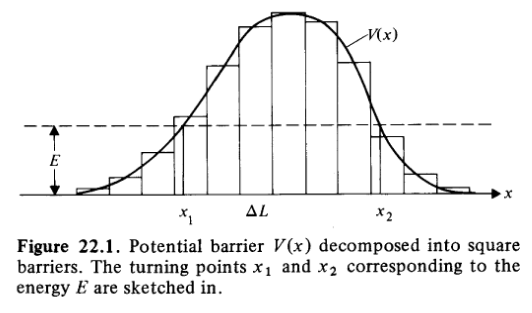 V(x)
E
x
x₁ ΔL x₂
Figure 22.1. Potential barrier V(x) decomposed into square
barriers. The turning points x₁ and x₂ corresponding to the
energy E are sketched in.